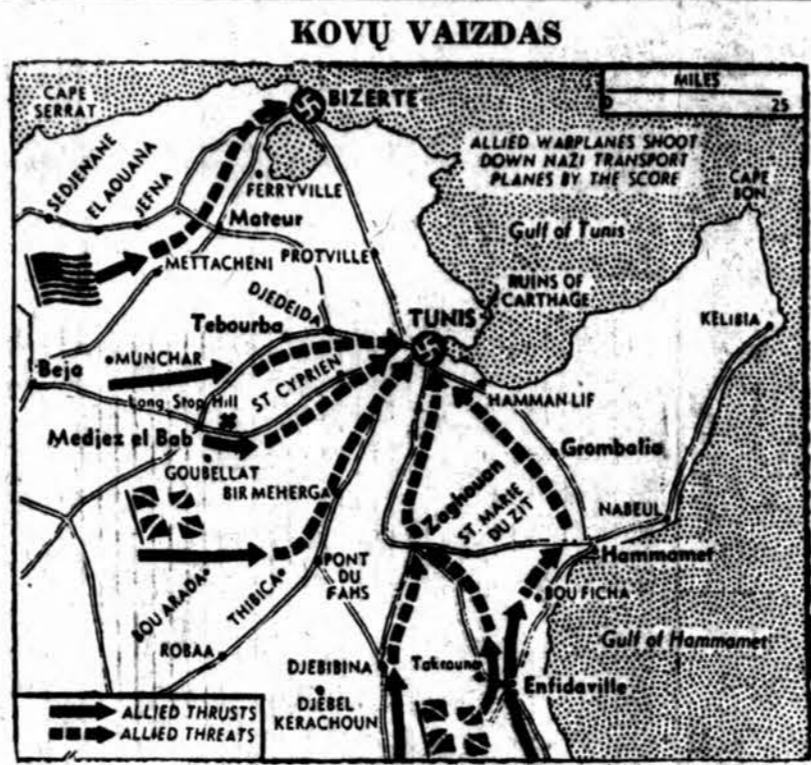 KOVŲ VAIZDAS
CAPE
SERRAT
BIZERTE
MILES
0 25
ALLIED WARPLANES SHOOT
DOWN NAZI TRANSPORT
PLANES BY THE SCORE
CAPE
BON
SEDJENANE
EL AOUANA
JEFNA
FERRYVILLE
Mateur
Gulf of Tunis
METTACHENI
PROTVILLE
RUINS OF
CARTHAGE
DJEDEIDA
Tebourba
TUNIS
KELIBIA
Beja
MUNCHAR
ST CYPRIEN
HAMMAN-LIF
Long Stop Hill
Medjez el Bab
Grombalia
GOUBELLAT
BIR MEHERGA
Zaghouan
ST. MARIE
DU ZIT
NABEUL
Hammamet
PONT
DU
FAHS
BOU ARADA
THIBICA
BOU FICHA
ROBAA
Gulf of Hammamet
DJEBIBINA
Takrouna
Enfidaville
DJEBEL
KERACHOUN
ALLIED THRUSTS
ALLIED THREATS